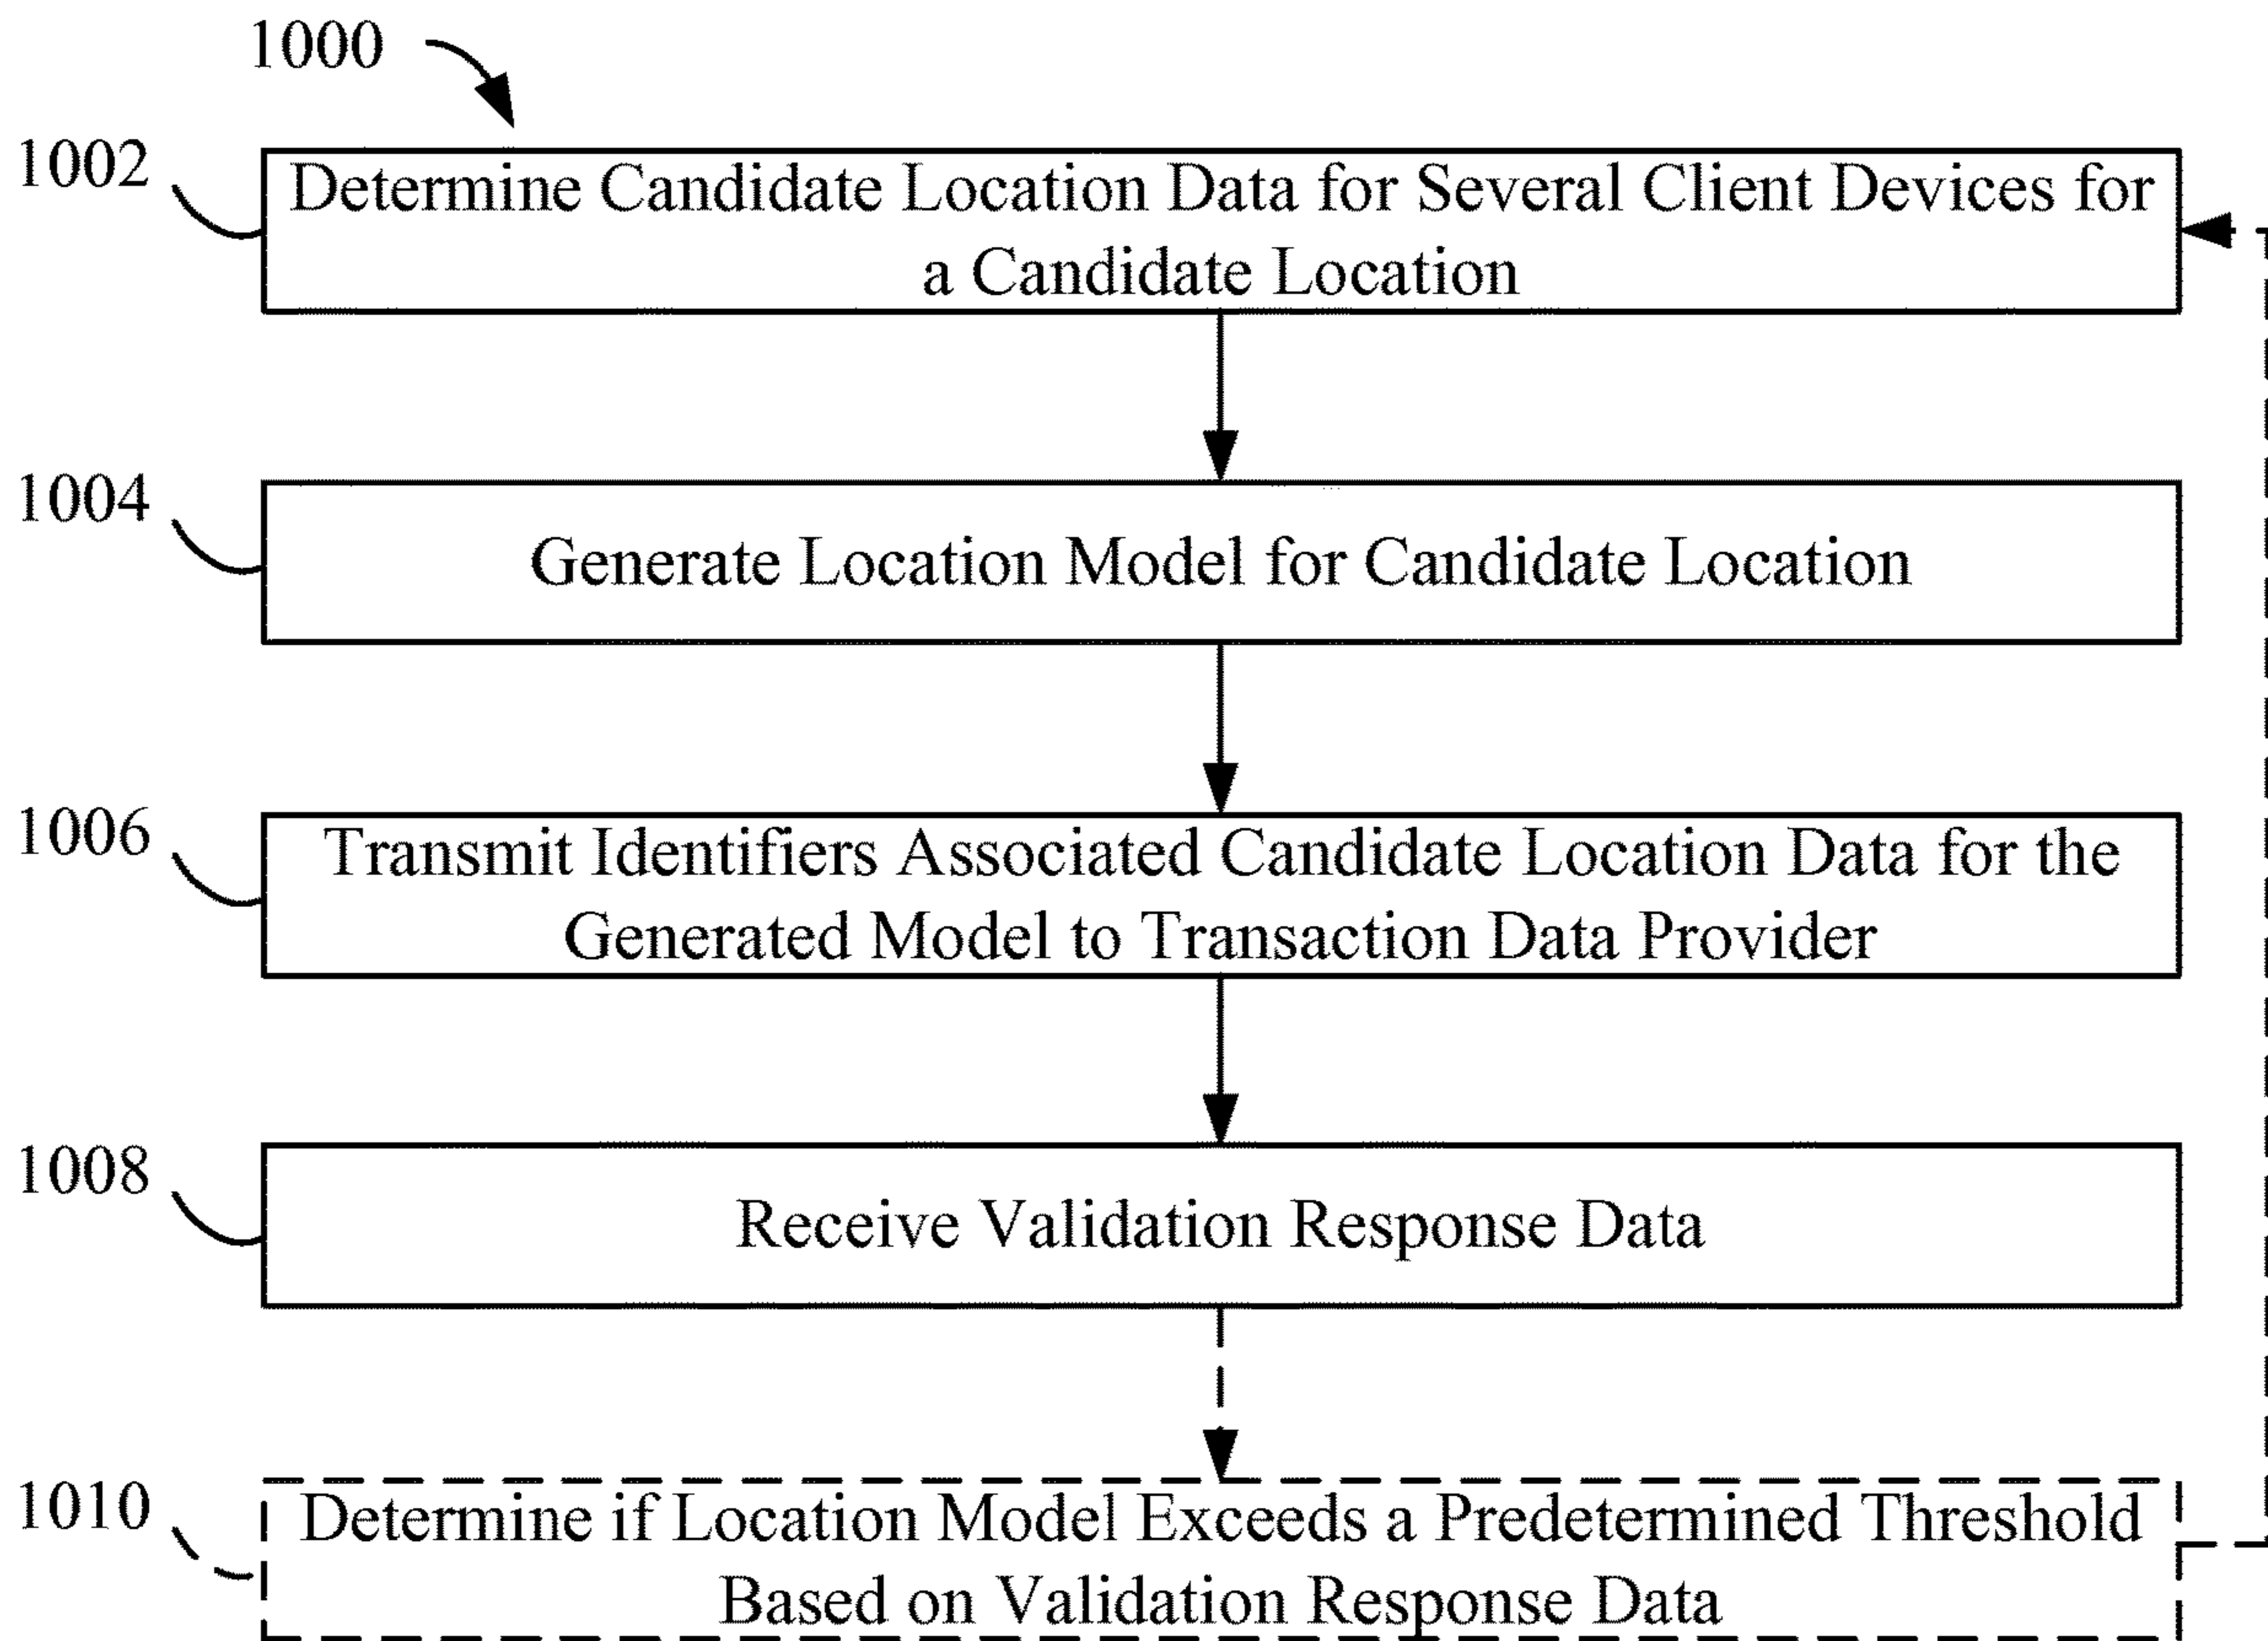 1000
1002
Determine Candidate Location Data for Several Client Devices for
a Candidate Location
1004
Generate Location Model for Candidate Location
1006
Transmit Identifiers Associated Candidate Location Data for the
Generated Model to Transaction Data Provider
1008
Receive Validation Response Data
1010
Determine if Location Model Exceeds a Predetermined Threshold
Based on Validation Response Data